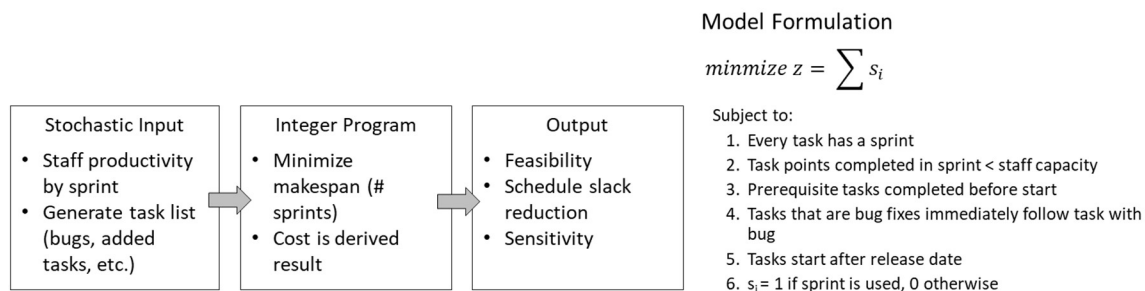 Model Formulation
minmize z = ∑ sᵢ
Stochastic Input
• Staff productivity
by sprint
• Generate task list
(bugs, added
tasks, etc.)
Integer Program
• Minimize
makespan (#
sprints)
• Cost is derived
result
Output
• Feasibility
• Schedule slack
reduction
• Sensitivity
Subject to:
1. Every task has a sprint
2. Task points completed in sprint < staff capacity
3. Prerequisite tasks completed before start
4. Tasks that are bug fixes immediately follow task with
bug
5. Tasks start after release date
6. sᵢ = 1 if sprint is used, 0 otherwise